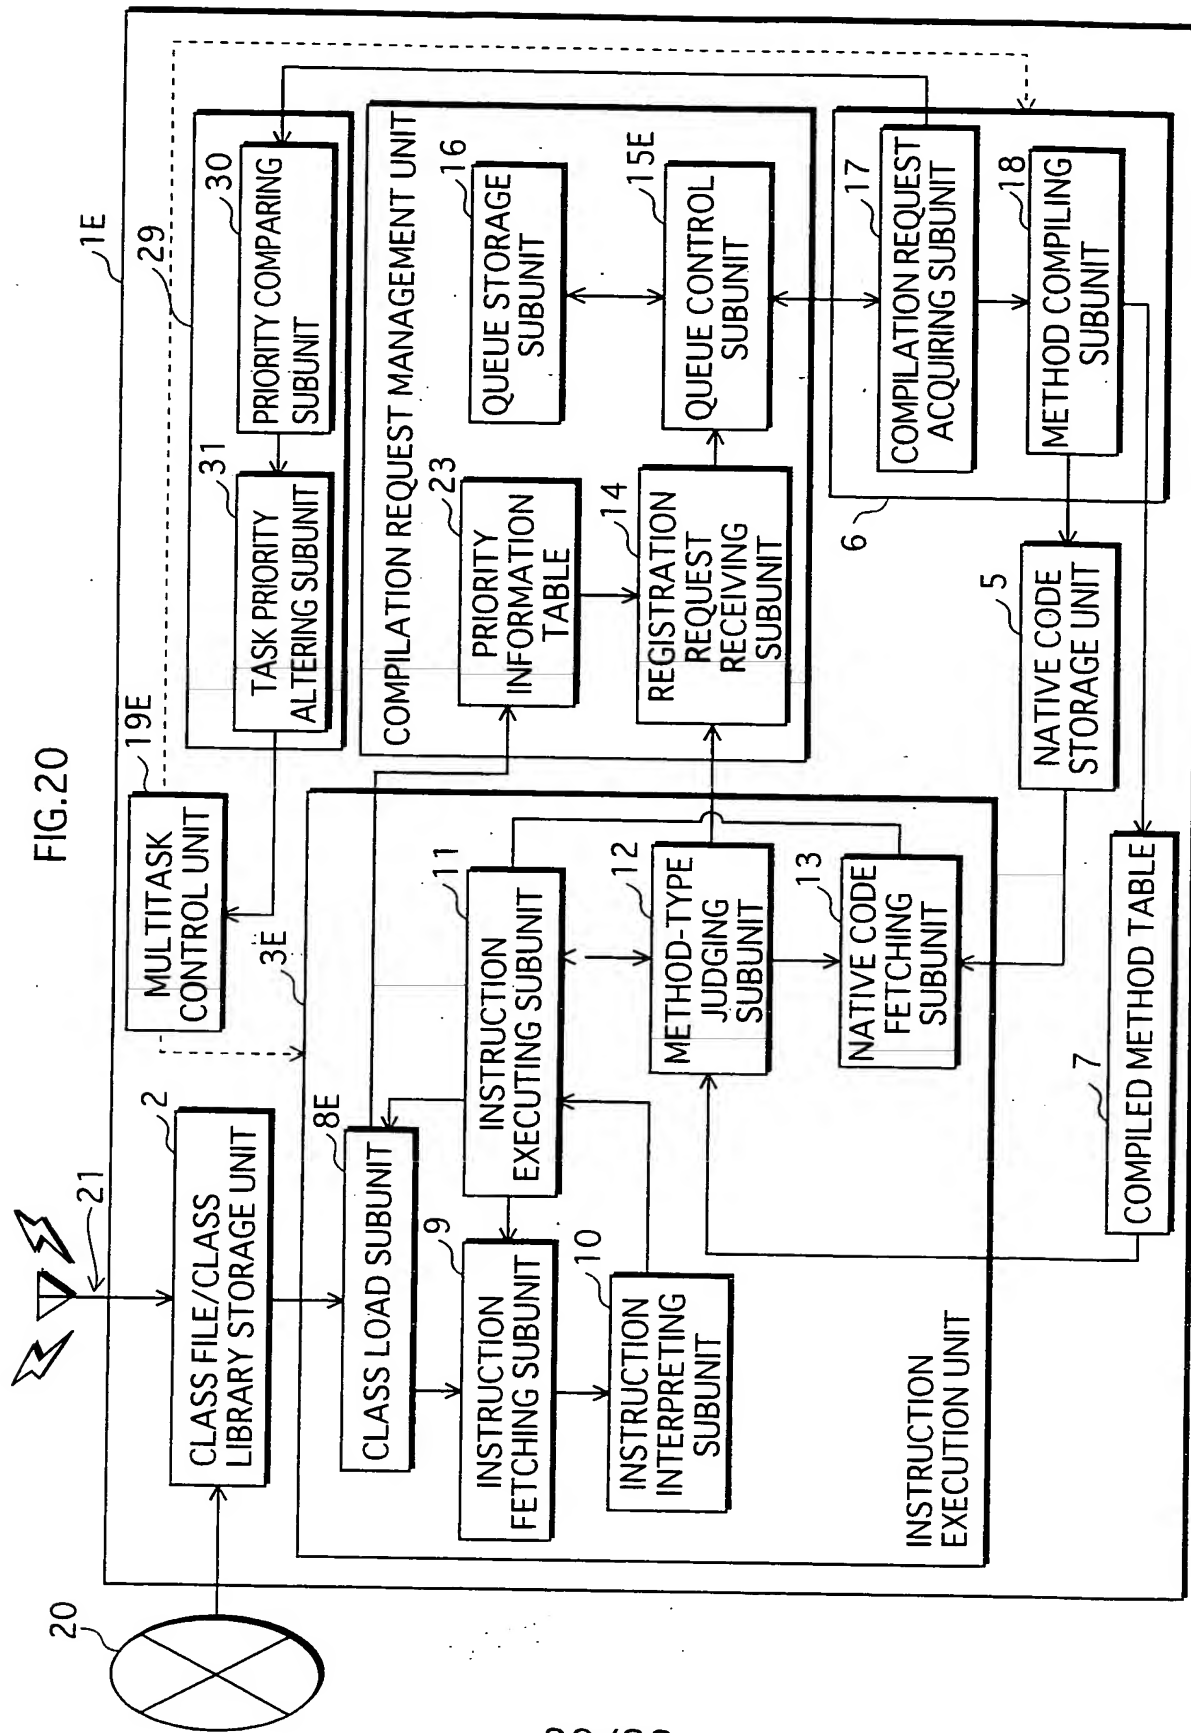 FIG.20
1E
29
19E
MULTITASK
CONTROL UNIT
31
TASK PRIORITY
ALTERING SUBUNIT
30
PRIORITY COMPARING
SUBUNIT
20
21
2
CLASS FILE/CLASS
LIBRARY STORAGE UNIT
3E
8E
CLASS LOAD SUBUNIT
9
INSTRUCTION
FETCHING SUBUNIT
10
INSTRUCTION
INTERPRETING
SUBUNIT
11
INSTRUCTION
EXECUTING SUBUNIT
12
METHOD-TYPE
JUDGING
SUBUNIT
13
NATIVE CODE
FETCHING
SUBUNIT
INSTRUCTION
EXECUTION UNIT
COMPILATION REQUEST MANAGEMENT UNIT
23
PRIORITY
INFORMATION
TABLE
16
QUEUE STORAGE
SUBUNIT
14
REGISTRATION
REQUEST
RECEIVING
SUBUNIT
15E
QUEUE CONTROL
SUBUNIT
6
17
COMPILATION REQUEST
ACQUIRING SUBUNIT
18
METHOD COMPILING
SUBUNIT
5
NATIVE CODE
STORAGE UNIT
7
COMPILED METHOD TABLE